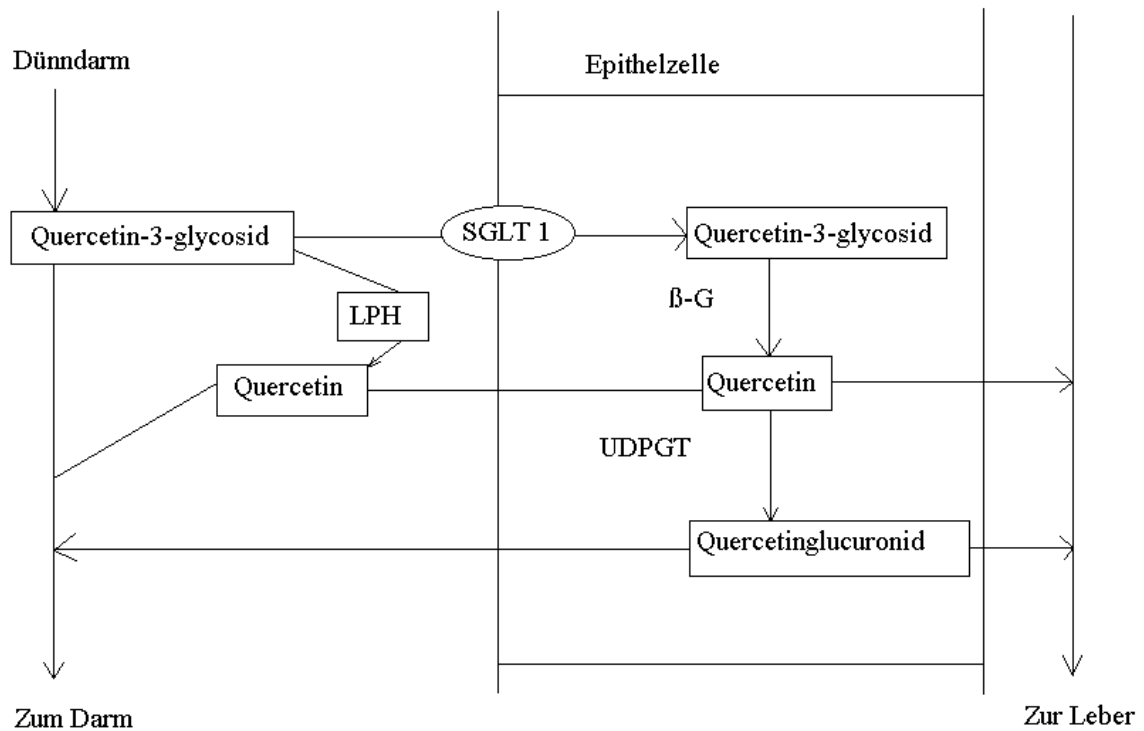 Dünndarm
Epithelzelle
Quercetin-3-glycosid
SGLT 1
Quercetin-3-glycosid
ß-G
LPH
Quercetin
Quercetin
UDPGT
Quercetinglucuronid
Zum Darm
Zur Leber